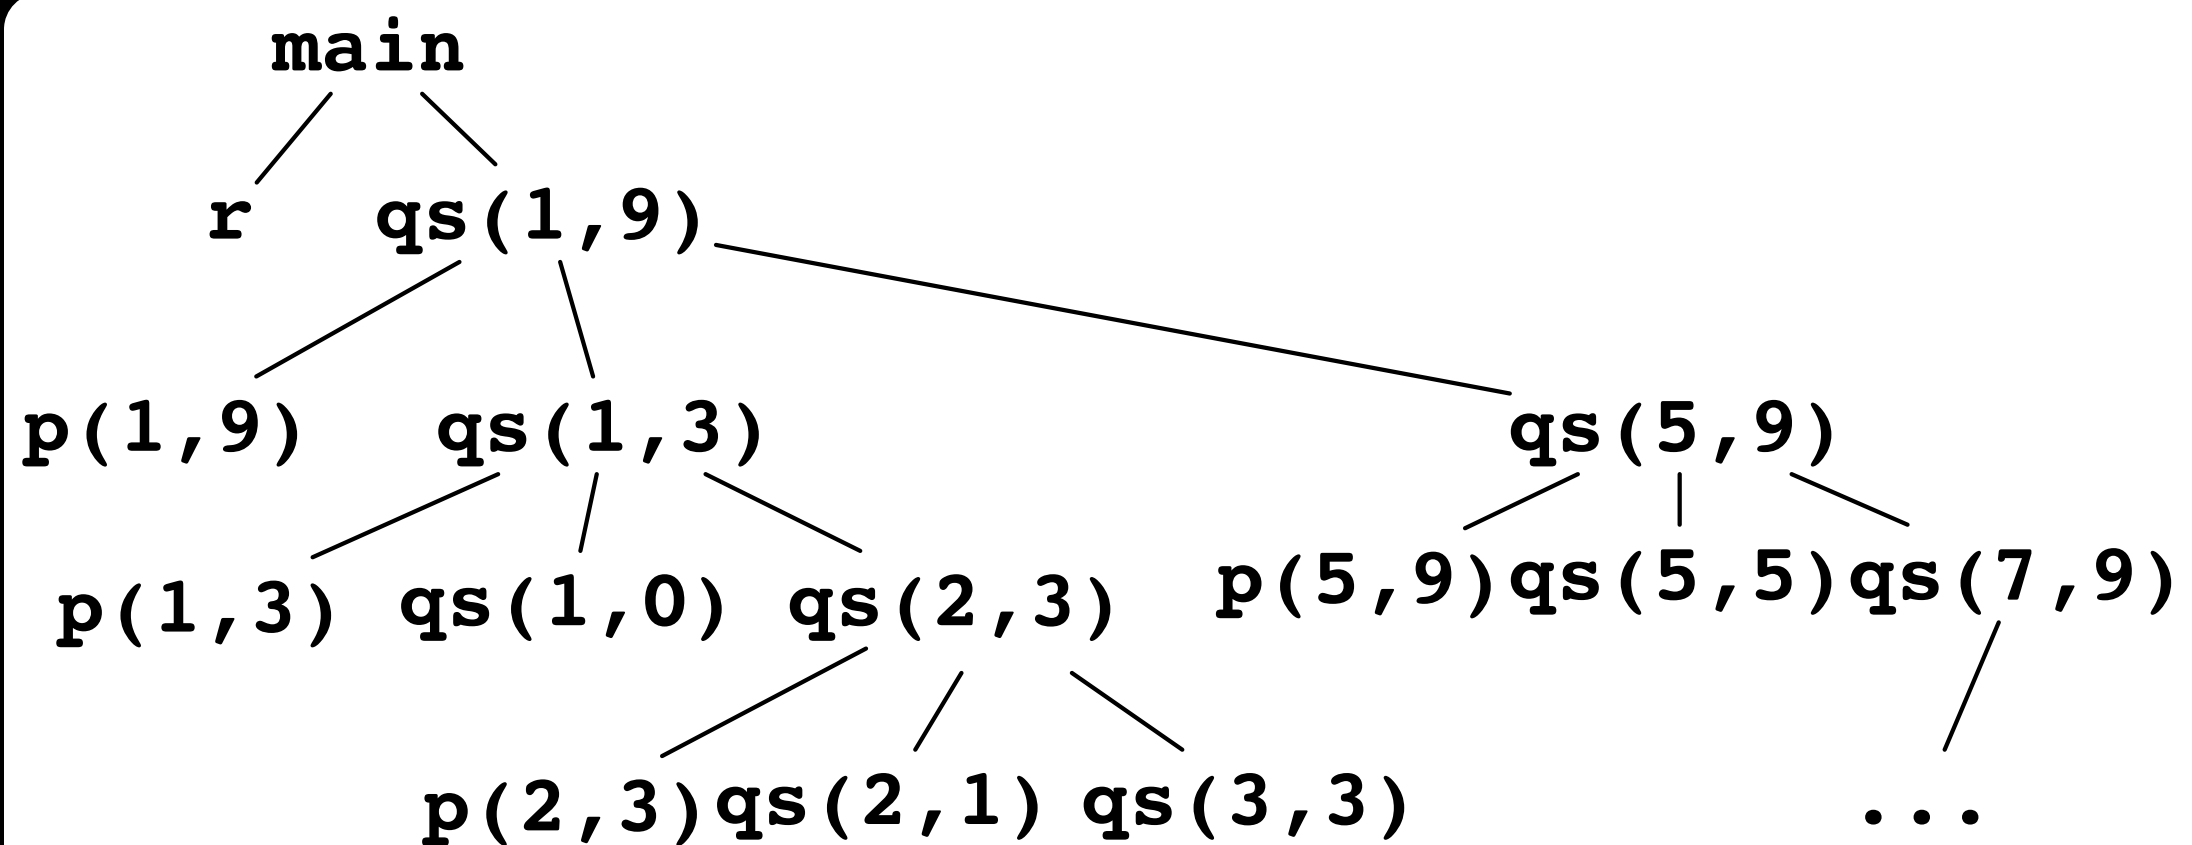 main
r qs(1,9)
p(1,9) qs(1,3) qs(5,9)
p(1,3) qs(1,0) qs(2,3) p(5,9) qs(5,5) qs(7,9)
p(2,3) qs(2,1) qs(3,3) ...